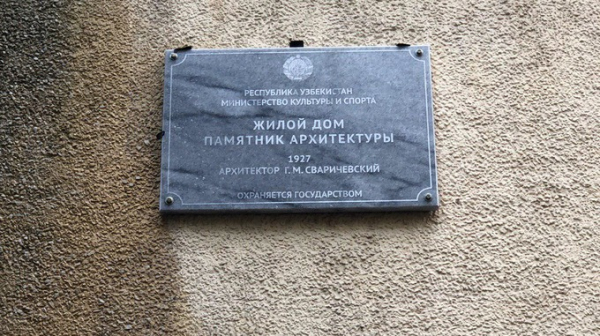 РЕСПУБЛИКА УЗБЕКИСТАН
МИНИСТЕРСТВО КУЛЬТУРЫ И СПОРТА
ЖИЛОЙ ДОМ
ПАМЯТНИК АРХИТЕКТУРЫ
1927
АРХИТЕКТОР Г. М. СВАРИЧЕВСКИЙ
ОХРАНЯЕТСЯ ГОСУДАРСТВОМ